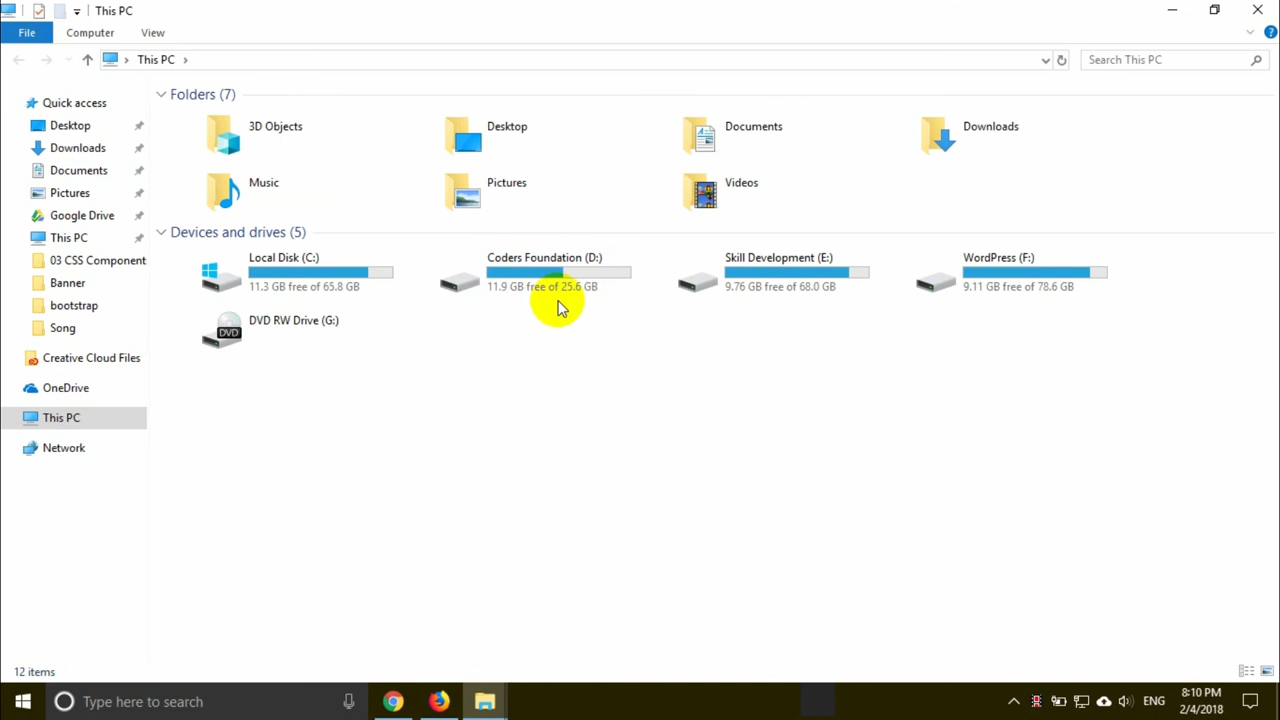 This PC
File Computer View
This PC
Search This PC
Quick access
Desktop
Downloads
Documents
Pictures
Google Drive
This PC
03 CSS Component
Banner
bootstrap
Song
Creative Cloud Files
OneDrive
This PC
Network
Folders (7)
3D Objects
Desktop
Documents
Downloads
Music
Pictures
Videos
Devices and drives (5)
Local Disk (C:)
11.3 GB free of 65.8 GB
Coders Foundation (D:)
11.9 GB free of 25.6 GB
Skill Development (E:)
9.76 GB free of 68.0 GB
WordPress (F:)
9.11 GB free of 78.6 GB
DVD
DVD RW Drive (G:)
12 items
Type here to search
ENG
8:10 PM
2/4/2018